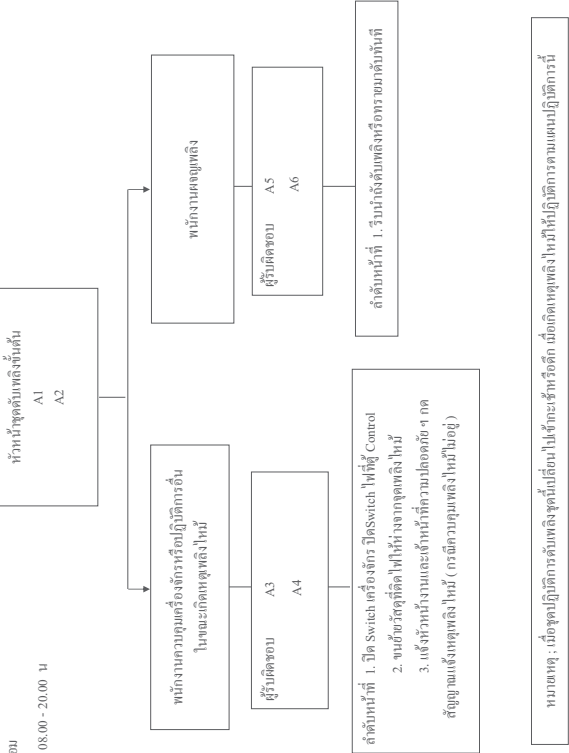 อม
08.00 - 20.00 น
หัวหน้าชุดดับเพลิงขั้นต้น
A1
A2
พนักงานควบคุมเครื่องจักรหรือปฏิบัติการอื่น
ในขณะเกิดเหตุเพลิงไหม้
ผู้รับผิดชอบ A3
A4
ลำดับหน้าที่ 1. ปิด Switch เครื่องจักร ปิดSwitch ไฟที่ตู้ Control
2. ขนย้ายวัสดุที่ติดไฟให้ห่างจากจุดเพลิงไหม้
3. แจ้งหัวหน้างานและเจ้าหน้าที่ความปลอดภัย ฯ กด
สัญญาณแจ้งเหตุเพลิงไหม้ ( กรณีควบคุมเพลิงไหม้ไม่อยู่ )
พนักงานผจญเพลิง
ผู้รับผิดชอบ A5
A6
ลำดับหน้าที่ 1. รีบนำถังดับเพลิงหรือทรายมาดับทันที
หมายเหตุ ; เมื่อชุดปฏิบัติการดับเพลิงชุดนี้เปลี่ยนไปเข้ากะเช้าหรือดึก เมื่อเกิดเหตุเพลิงไหม้ให้ปฏิบัติการตามแผนปฏิบัติการนี้